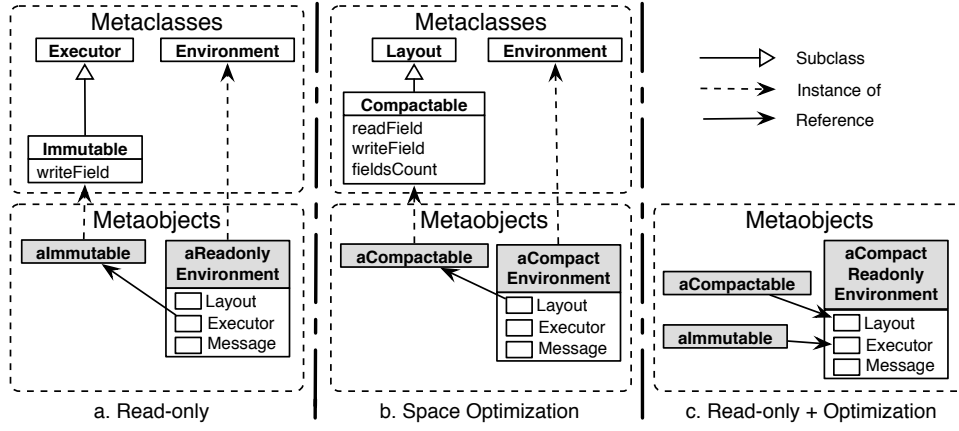 Metaclasses
Executor
Environment
Immutable
writeField
Metaobjects
aImmutable
aReadonly
Environment
Layout
Executor
Message
a. Read-only
Metaclasses
Layout
Environment
Compactable
readField
writeField
fieldsCount
Metaobjects
aCompactable
aCompact
Environment
Layout
Executor
Message
b. Space Optimization
Subclass
Instance of
Reference
Metaobjects
aCompactable
aImmutable
aCompact
Readonly
Environment
Layout
Executor
Message
c. Read-only + Optimization